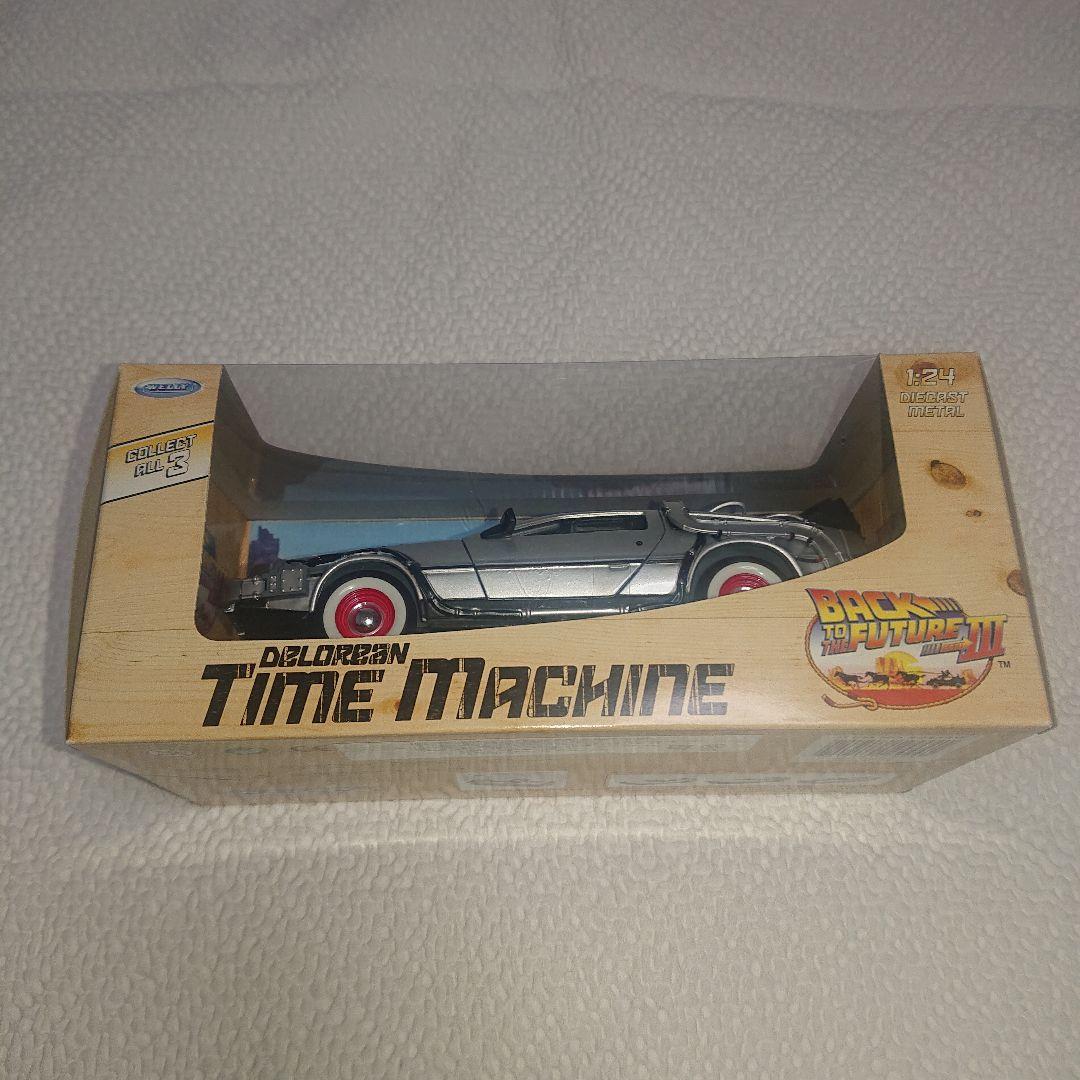 WELLY
COLLECT
ALL 3
1:24
DIECAST
METAL
DELOREAN
TIME MACHINE
BACK
TO THE FUTURE III
TM